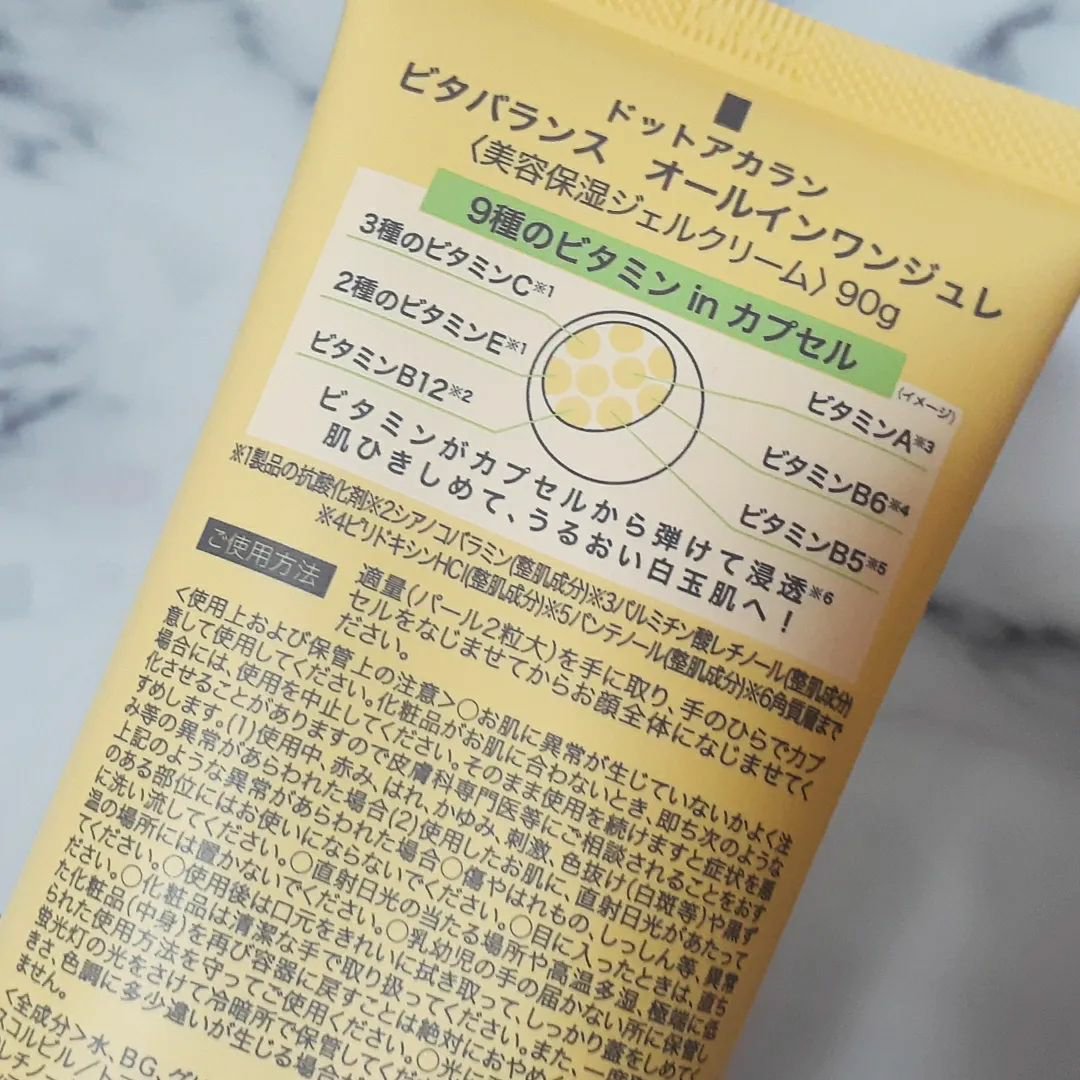 ドットアカラン
ビタバランス オールインワンジュレ
〈美容保湿ジェルクリーム〉90g
9種のビタミン in カプセル
(イメージ)
3種のビタミンC※1
2種のビタミンE※1
ビタミンB12※2
ビタミンA※3
ビタミンB6※4
ビタミンB5※5
ビタミンがカプセルから弾けて浸透※6
肌ひきしめて、うるおい白玉肌へ!
※1製品の抗酸化剤※2シアノコバラミン(整肌成分)※3パルミチン酸レチノール(整肌成分)
※4ピリドキシンHCl(整肌成分)※5パンテノール(整肌成分)※6角質層まで
ご使用方法
適量(パール2粒大)を手に取り、手のひらでカプ
セルをなじませてからお顔全体になじませてく
ださい。
<使用上および保管上の注意>○お肌に異常が生じていないかよく注
意して使用してください。化粧品がお肌に合わないとき、即ち次のような
場合には、使用を中止してください。そのまま使用を続けますと症状を悪
化させることがありますので皮膚科専門医等にご相談されることをおす
すめします。(1)使用中、赤み、はれ、かゆみ、刺激、色抜け(白斑等)や黒ず
み等の異常があらわれた場合(2)使用したお肌に、直射日光があたって
上記のような異常があらわれた場合○傷やはれもの、しっしん等、異常
のある部位にはお使いにならないでください。○目に入ったときは、直ち
に洗い流してください。○直射日光の当たる場所や高温多湿、極端に低
温の場所には置かないでください。○乳幼児の手の届かない所に保管し
てください。○使用後は口元をきれいに拭き取って、しっかり蓋をしめてく
ださい。○化粧品は清潔な手で取り扱ってください。また、一度
た化粧品(中身)を再び容器に戻すことは絶対におやめく
られた使用方法を守ってご使用ください。○光に
蛍光灯の光をさけて冷暗所で保管してくだ
き、色調に多少違いが生じる場合が
ません。
<全成分>水、BG、グリ
スコルビル/ト
レチノー